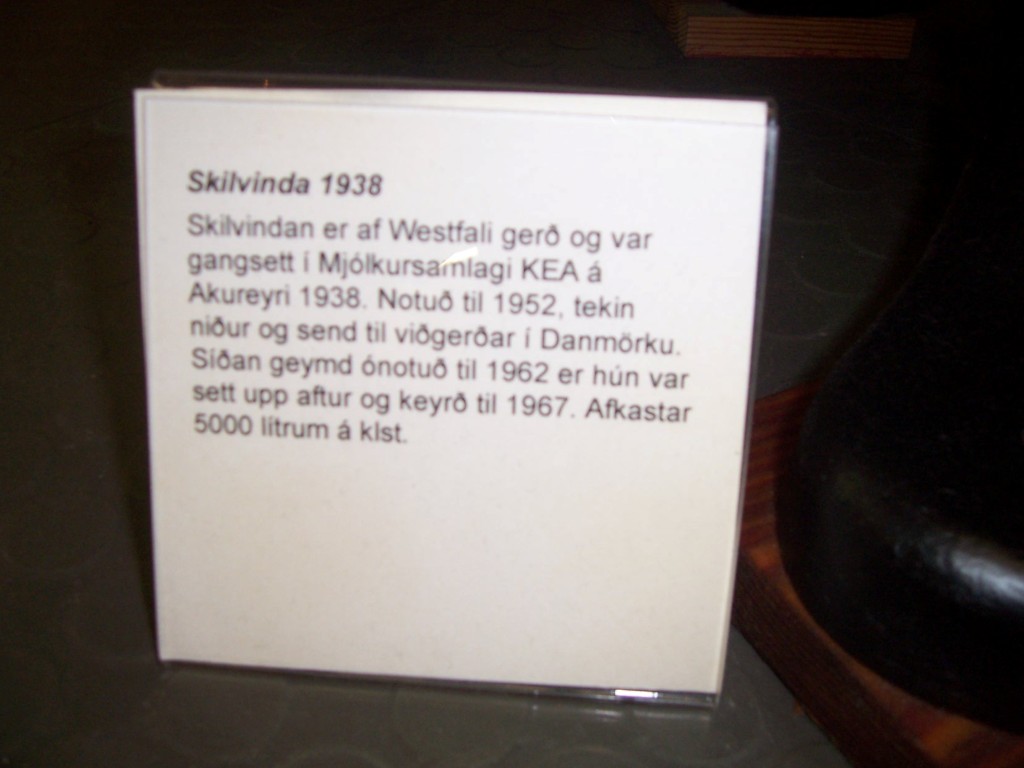 Skilvinda 1938
Skilvindan er af Westfali gerð og var
gangsett í Mjólkursamlagi KEA á
Akureyri 1938. Notuð til 1952, tekin
niður og send til viðgerðar í Danmörku.
Síðan geymd ónotuð til 1962 er hún var
sett upp aftur og keyrð til 1967. Afkastar
5000 lítrum á klst.